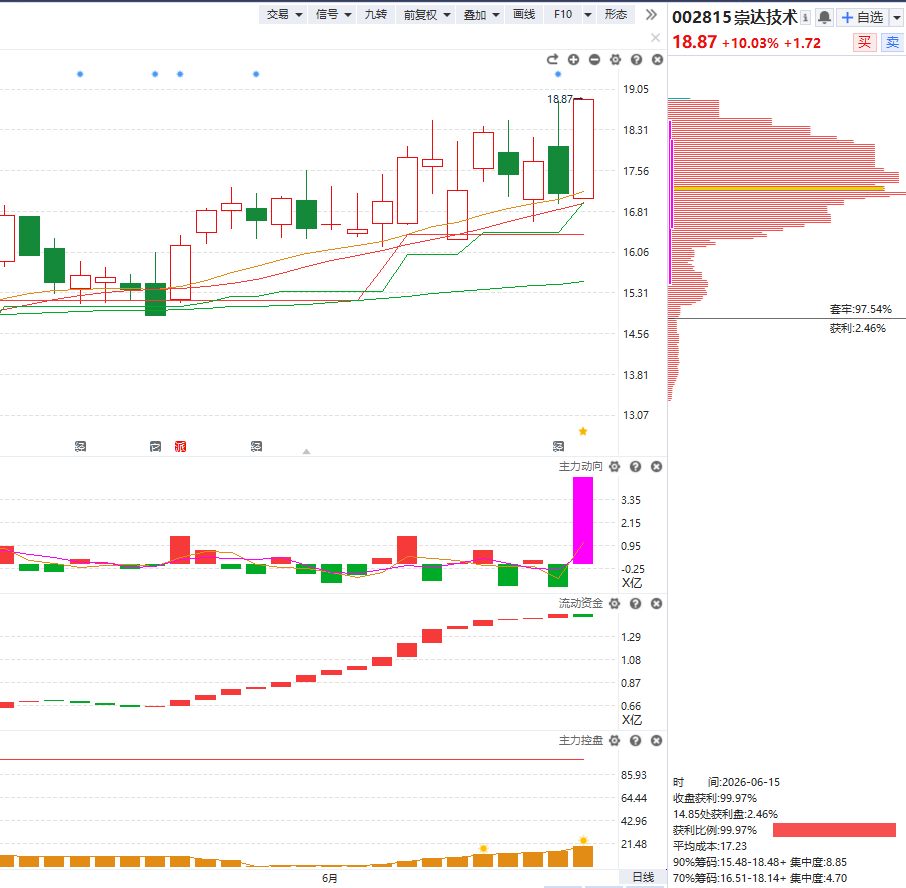 交易 信号 九转 前复权 叠加 画线 F10 形态
002815 崇达技术 自选
18.87 +10.03% +1.72 买 卖
18.87
19.05
18.31
17.56
16.81
16.06
15.31
14.56
13.81
13.07
套牢:97.54%
获利:2.46%
派
主力动向
3.35
2.15
0.95
-0.25
X亿
流动资金
1.29
1.08
0.87
0.66
X亿
主力控盘
85.93
64.44
42.96
21.48
6月 日线
时 间:2026-06-15
收盘获利:99.97%
14.85处获利盘:2.46%
获利比例:99.97%
平均成本:17.23
90%筹码:15.48-18.48+ 集中度:8.85
70%筹码:16.51-18.14+ 集中度:4.70